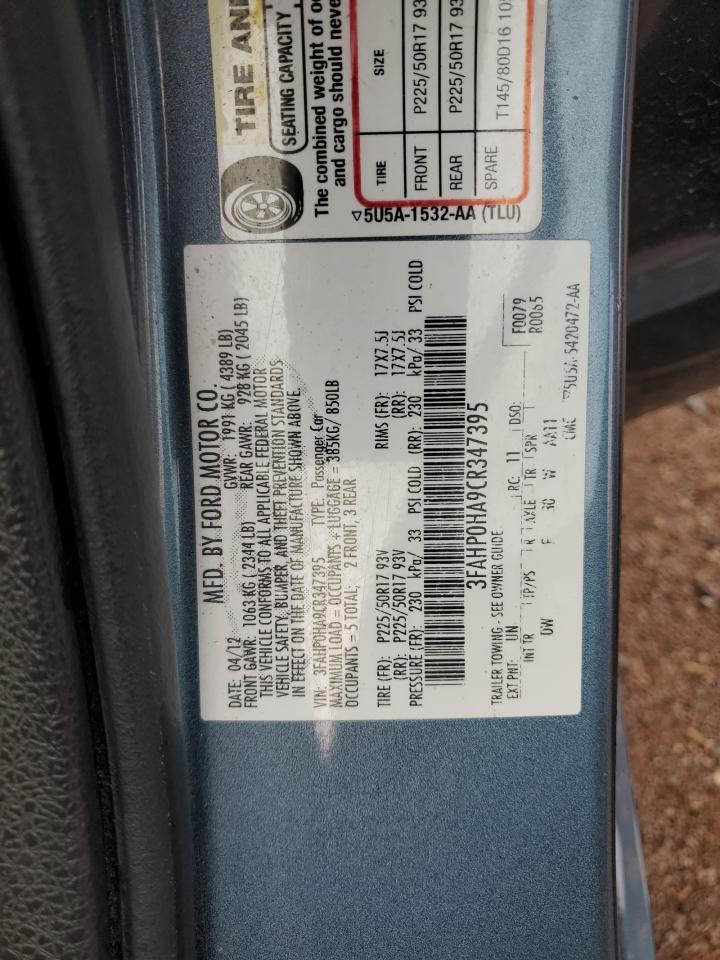 TIRE AND
SEATING CAPACITY
The combined weight of oc
and cargo should neve
TIRE SIZE
FRONT P225/50R17 93
REAR P225/50R17 93
SPARE T145/80D16 105
5U5A-1532-AA (TLU)
MFD. BY FORD MOTOR CO.
DATE: 04/12 GVWR: 1991 KG ( 4389 LB)
FRONT GAWR: 1063 KG ( 2344 LB) REAR GAWR: 928 KG ( 2045 LB)
THIS VEHICLE CONFORMS TO ALL APPLICABLE FEDERAL MOTOR
VEHICLE SAFETY, BUMPER, AND THEFT PREVENTION STANDARDS
IN EFFECT ON THE DATE OF MANUFACTURE SHOWN ABOVE.
VIN: 3FAHP0HA9CR347395 TYPE: Passenger Car
MAXIMUM LOAD = OCCUPANTS + LUGGAGE = 385KG/ 850LB
OCCUPANTS = 5 TOTAL; 2 FRONT, 3 REAR
TIRE (FR): P225/50R17 93V RIMS (FR): 17X7.5J
(RR): P225/50R17 93V (RR): 17X7.5J
PRESSURE (FR): 230 kPa/ 33 PSI COLD (RR): 230 kPa/ 33 PSI COLD
3FAHP0HA9CR347395
TRAILER TOWING - SEE OWNER GUIDE
F0079
EXT PNT: UN RC: 11 DSO: R0065
INT TR TP/PS R AXLE TR SPR
DW F 30 W AA11
5U5A-5420472-AA